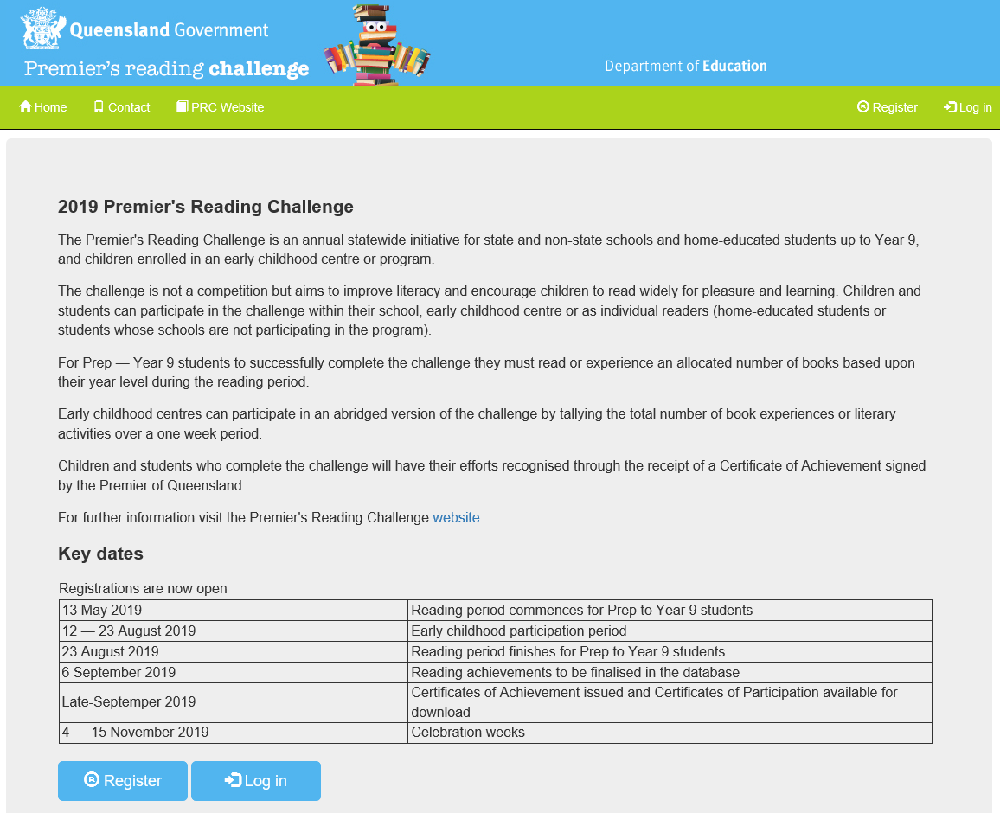 Queensland Government
Premier's reading challenge
Department of Education
Home Contact PRC Website Register Log in
2019 Premier's Reading Challenge
The Premier's Reading Challenge is an annual statewide initiative for state and non-state schools and home-educated students up to Year 9,
and children enrolled in an early childhood centre or program.
The challenge is not a competition but aims to improve literacy and encourage children to read widely for pleasure and learning. Children and
students can participate in the challenge within their school, early childhood centre or as individual readers (home-educated students or
students whose schools are not participating in the program).
For Prep — Year 9 students to successfully complete the challenge they must read or experience an allocated number of books based upon
their year level during the reading period.
Early childhood centres can participate in an abridged version of the challenge by tallying the total number of book experiences or literary
activities over a one week period.
Children and students who complete the challenge will have their efforts recognised through the receipt of a Certificate of Achievement signed
by the Premier of Queensland.
For further information visit the Premier's Reading Challenge website.
Key dates
Registrations are now open
13 May 2019 Reading period commences for Prep to Year 9 students
12 — 23 August 2019 Early childhood participation period
23 August 2019 Reading period finishes for Prep to Year 9 students
6 September 2019 Reading achievements to be finalised in the database
Late-Septemper 2019 Certificates of Achievement issued and Certificates of Participation available for
download
4 — 15 November 2019 Celebration weeks
Register Log in